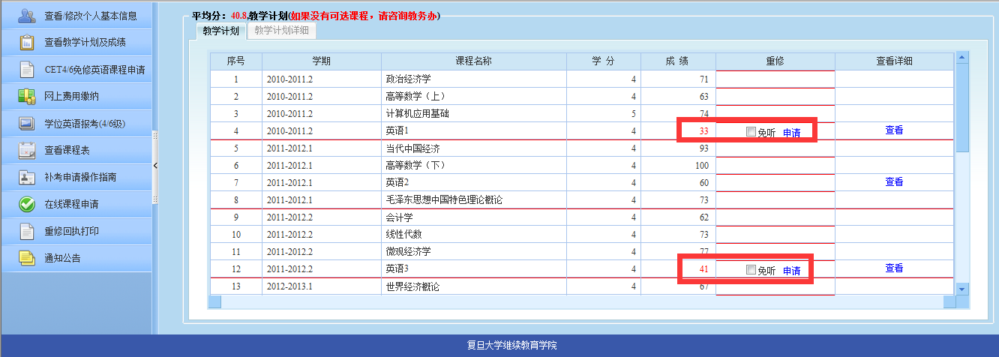 查看/修改个人基本信息
查看教学计划及成绩
CET4/6免修英语课程申请
网上费用缴纳
学位英语报考(4/6级)
查看课程表
补考申请操作指南
在线课程申请
重修回执打印
通知公告
平均分：40.8,教学计划(如果没有可选课程，请咨询教务办)
教学计划 教学计划详细
序号 学期 课程名称 学 分 成 绩 重修 查看详细
1 2010-2011.2 政治经济学 4 71
2 2010-2011.2 高等数学（上） 4 63
3 2010-2011.2 计算机应用基础 5 74
4 2010-2011.2 英语1 4 33 免听 申请 查看
5 2011-2012.1 当代中国经济 4 93
6 2011-2012.1 高等数学（下） 4 100
7 2011-2012.1 英语2 4 60 查看
8 2011-2012.1 毛泽东思想中国特色理论概论 4 73
9 2011-2012.2 会计学 4 62
10 2011-2012.2 线性代数 4 73
11 2011-2012.2 微观经济学 4 77
12 2011-2012.2 英语3 4 41 免听 申请 查看
13 2012-2013.1 世界经济概论 4 67
复旦大学继续教育学院